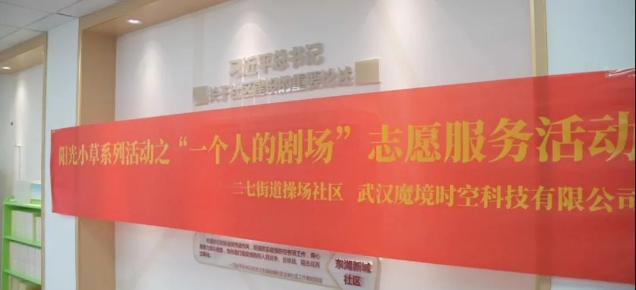 习近平总书记
关于社区建设的重要论述
阳光小草系列活动之“一个人的剧场”志愿服务活动
二七街道操场社区 武汉魔境时空科技有限公司
东湖新城
社区